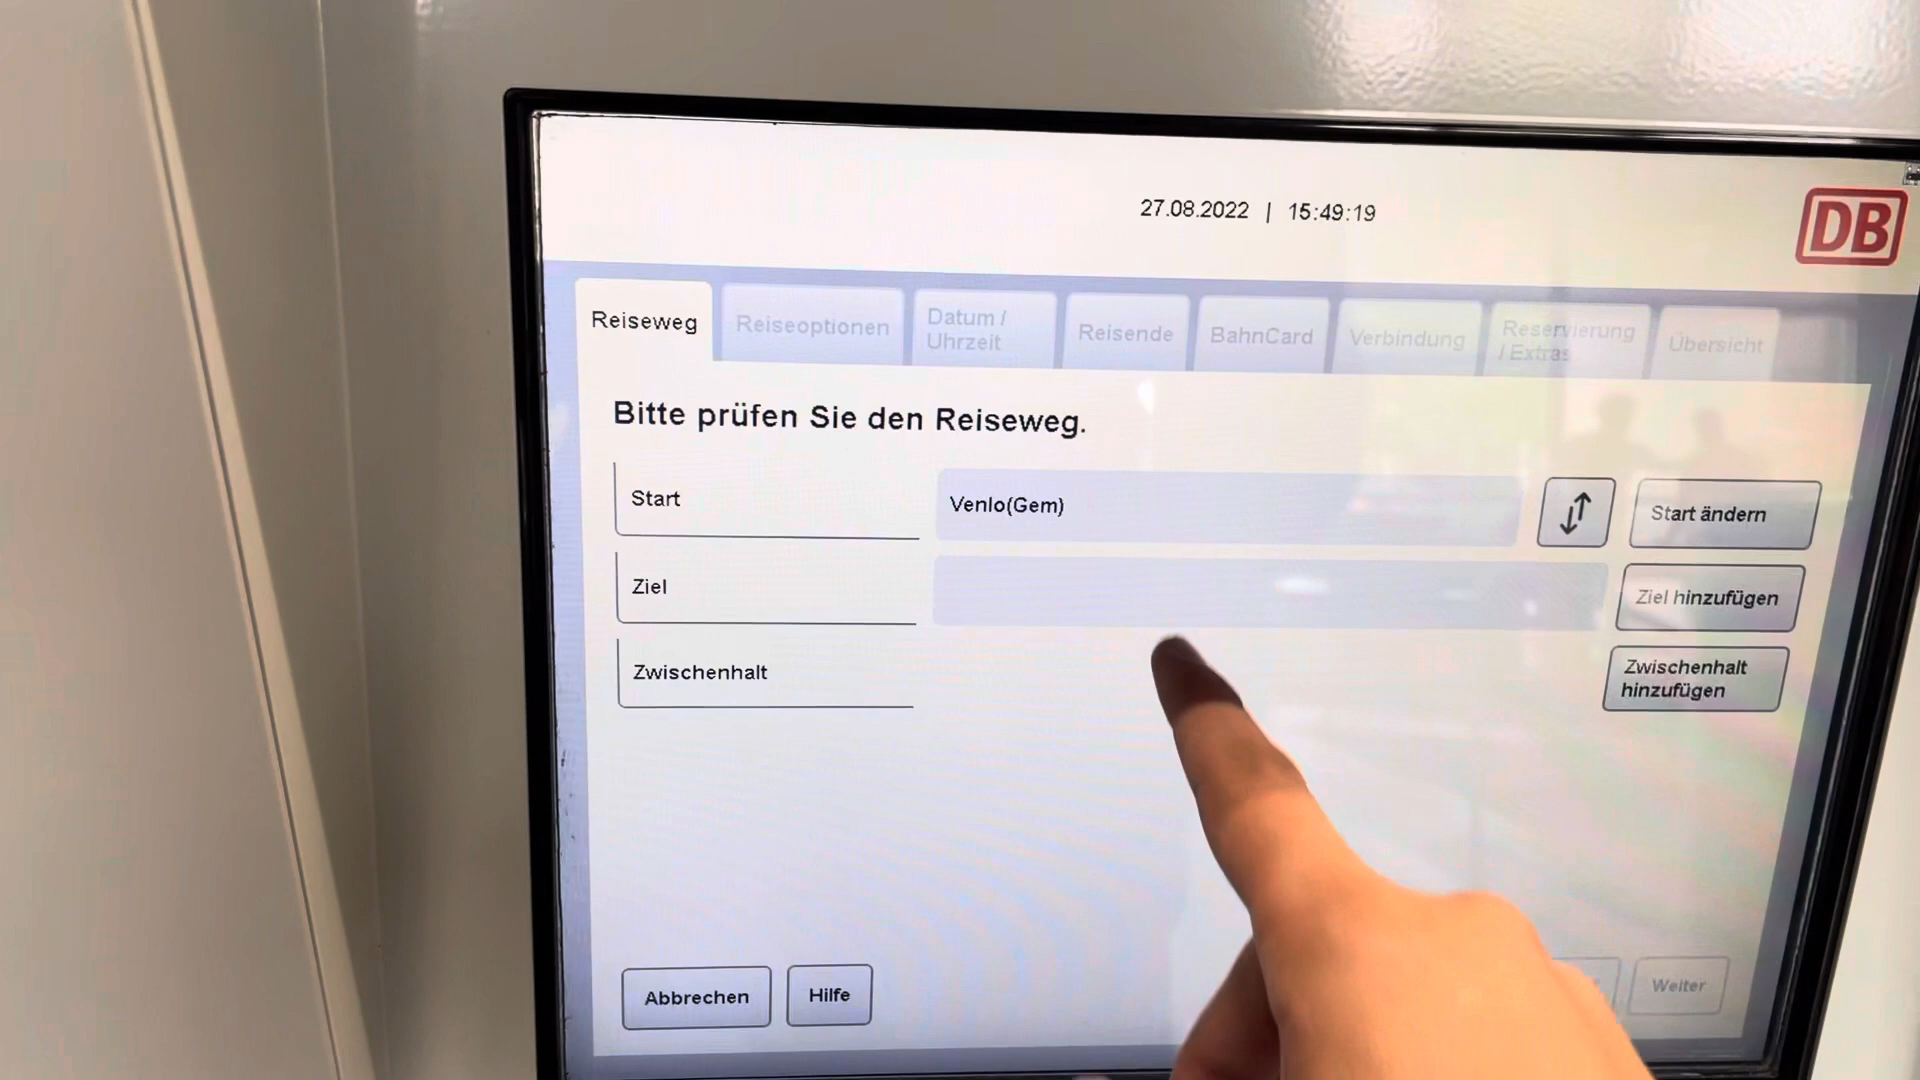 27.08.2022 | 15:49:19
DB
Reiseweg
Reiseoptionen
Datum /
Uhrzeit
Reisende
BahnCard
Verbindung
Reservierung
/ Extras
Übersicht
Bitte prüfen Sie den Reiseweg.
Start
Venlo(Gem)
Start ändern
Ziel
Ziel hinzufügen
Zwischenhalt
Zwischenhalt
hinzufügen
Abbrechen
Hilfe
Weiter